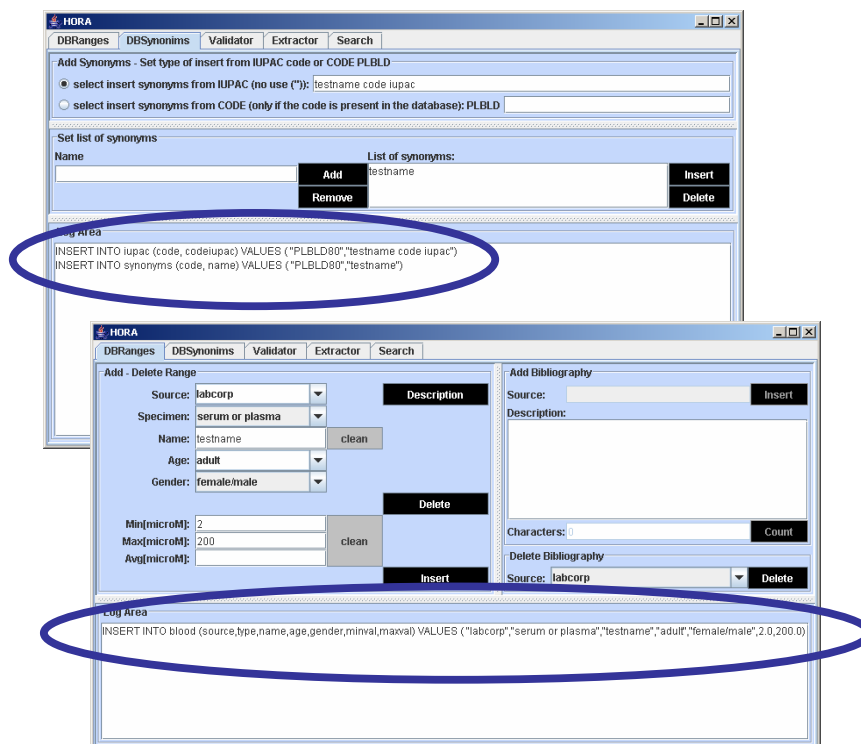 HORA
DBRanges DBSynonims Validator Extractor Search
Add Synonyms - Set type of insert from IUPAC code or CODE PLBLD
select insert synonyms from IUPAC (no use (")): testname code iupac
select insert synonyms from CODE (only if the code is present in the database): PLBLD
Set list of synonyms
Name List of synonyms:
Add testname Insert
Remove Delete
Log Area
INSERT INTO iupac (code, codeiupac) VALUES ( "PLBLD80","testname code iupac")
INSERT INTO synonyms (code, name) VALUES ( "PLBLD80","testname")
HORA
DBRanges DBSynonims Validator Extractor Search
Add - Delete Range Add Bibliography
Source: labcorp Description Source: Insert
Specimen: serum or plasma Description:
Name: testname clean
Age: adult
Gender: female/male
Delete
Min[microM]: 2
Max[microM]: 200 clean Characters: 0 Count
Avg[microM]: Delete Bibliography
Insert Source: labcorp Delete
Log Area
INSERT INTO blood (source,type,name,age,gender,minval,maxval) VALUES ( "labcorp","serum or plasma","testname","adult","female/male",2.0,200.0)